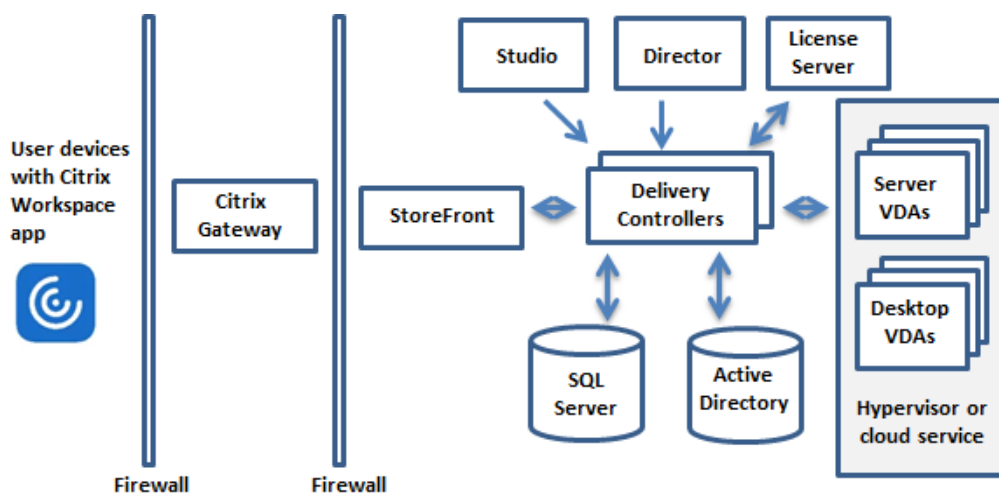 User devices
with Citrix
Workspace
app
Citrix
Gateway
StoreFront
Studio
Director
License
Server
Delivery
Controllers
SQL
Server
Active
Directory
Server
VDAs
Desktop
VDAs
Hypervisor or
cloud service
Firewall
Firewall